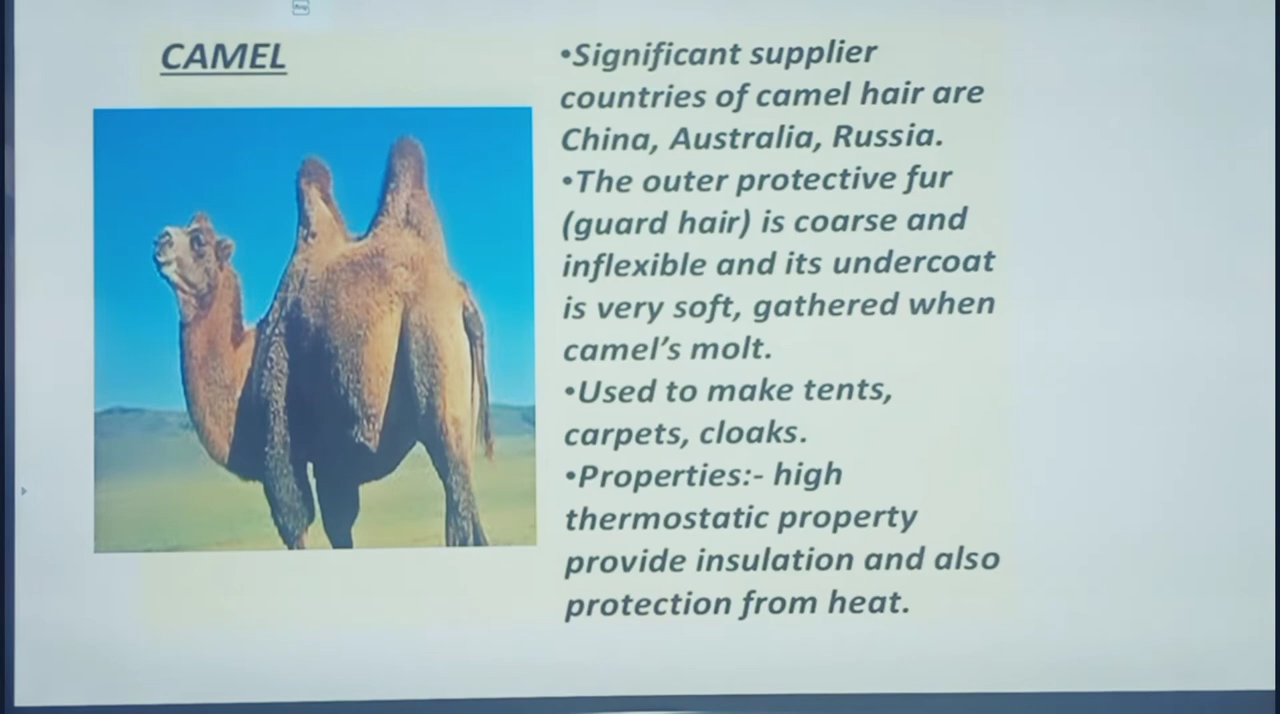 CAMEL
•Significant supplier
countries of camel hair are
China, Australia, Russia.
•The outer protective fur
(guard hair) is coarse and
inflexible and its undercoat
is very soft, gathered when
camel’s molt.
•Used to make tents,
carpets, cloaks.
•Properties:- high
thermostatic property
provide insulation and also
protection from heat.